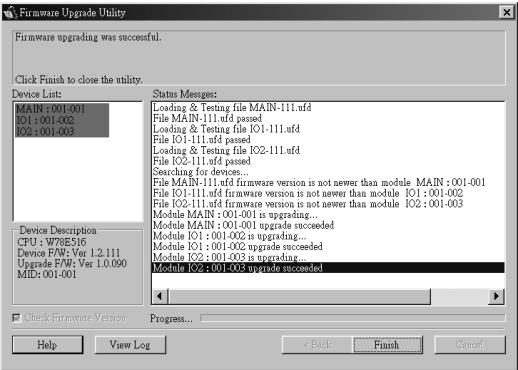 Firmware Upgrade Utility
Firmware upgrading was successful.
Click Finish to close the utility.
Device List:
MAIN : 001-001
IO1 : 001-002
IO2 : 001-003
Status Messges:
Loading & Testing file MAIN-111.ufd
File MAIN-111.ufd passed
Loading & Testing file IO1-111.ufd
File IO1-111.ufd passed
Loading & Testing file IO2-111.ufd
File IO2-111.ufd passed
Searching for devices...
File MAIN-111.ufd firmware version is not newer than module MAIN : 001-001
File IO1-111.ufd firmware version is not newer than module IO1 : 001-002
File IO2-111.ufd firmware version is not newer than module IO2 : 001-003
Module MAIN : 001-001 is upgrading...
Module MAIN : 001-001 upgrade succeeded
Module IO1 : 001-002 is upgrading...
Module IO1 : 001-002 upgrade succeeded
Module IO2 : 001-003 is upgrading...
Module IO2 : 001-003 upgrade succeeded
Device Description
CPU : W78E516
Device F/W: Ver 1.2.111
Upgrade F/W: Ver 1.0.090
MID: 001-001
Check Firmware Version
Progress...
Help
View Log
< Back
Finish
Cancel